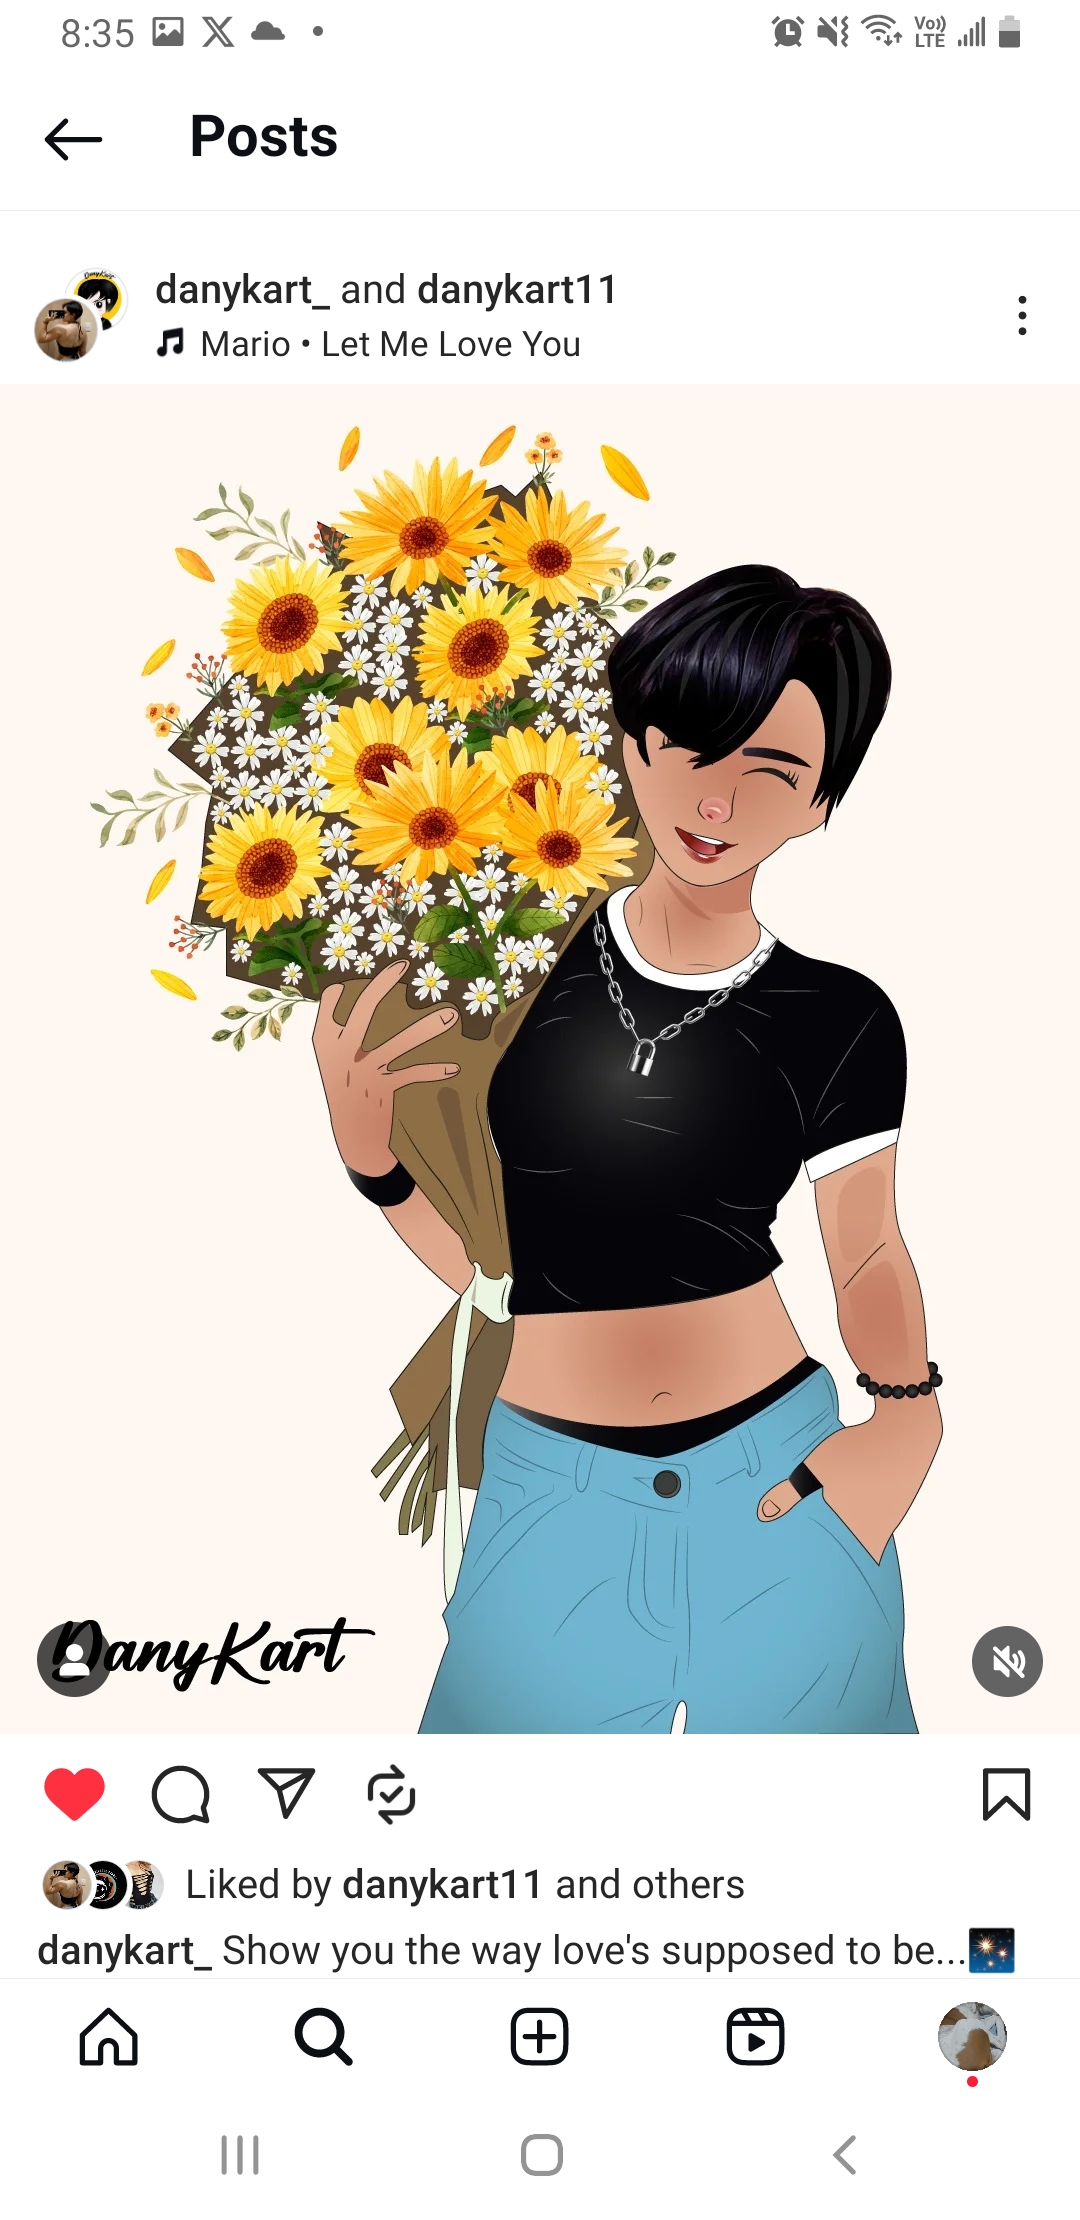 8:35
Vo))
LTE
Posts
danykart_ and danykart11
Mario • Let Me Love You
DanyKart
Liked by danykart11 and others
danykart_ Show you the way love's supposed to be...